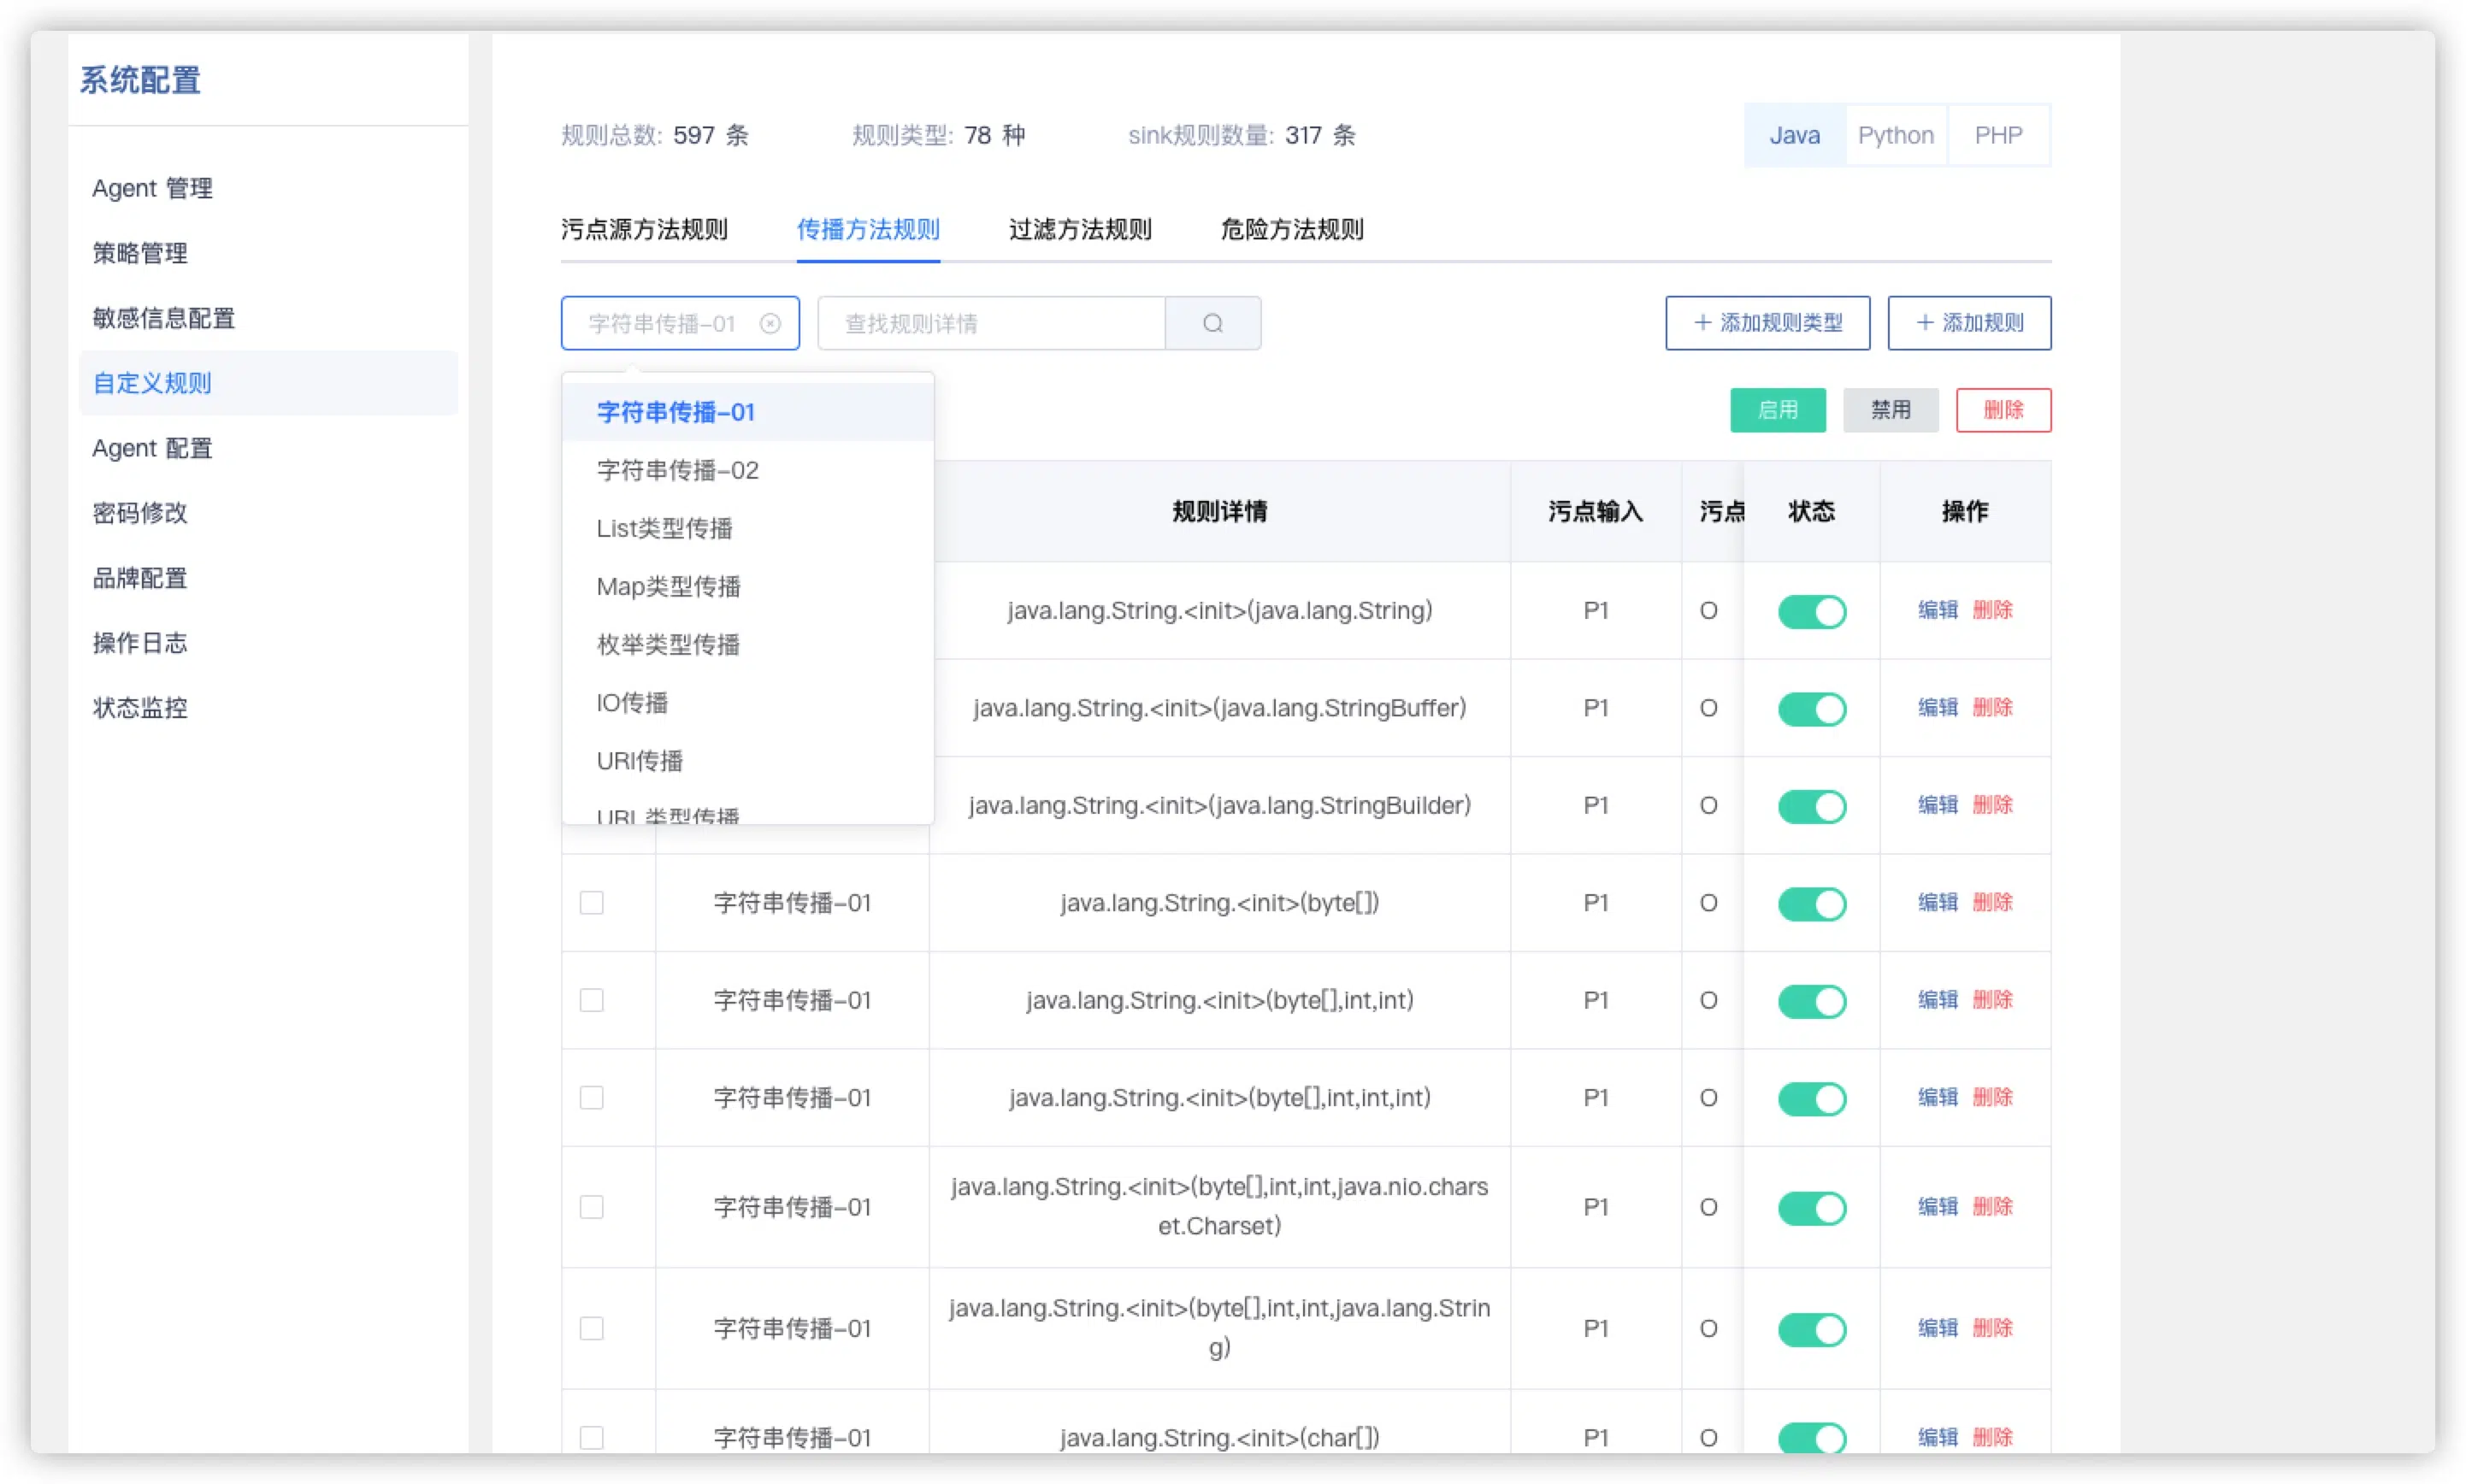 系统配置
Agent 管理
策略管理
敏感信息配置
自定义规则
Agent 配置
密码修改
品牌配置
操作日志
状态监控
规则总数: 597 条
规则类型: 78 种
sink规则数量: 317 条
Java
Python
PHP
污点源方法规则
传播方法规则
过滤方法规则
危险方法规则
字符串传播-01
查找规则详情
+ 添加规则类型
+ 添加规则
启用
禁用
删除
字符串传播-01
字符串传播-02
List类型传播
Map类型传播
枚举类型传播
IO传播
URI传播
URL 类型传播
规则详情
污点输入
污点
状态
操作
java.lang.String.<init>(java.lang.String) P1 O 编辑 删除
java.lang.String.<init>(java.lang.StringBuffer) P1 O 编辑 删除
java.lang.String.<init>(java.lang.StringBuilder) P1 O 编辑 删除
字符串传播-01 java.lang.String.<init>(byte[]) P1 O 编辑 删除
字符串传播-01 java.lang.String.<init>(byte[],int,int) P1 O 编辑 删除
字符串传播-01 java.lang.String.<init>(byte[],int,int,int) P1 O 编辑 删除
字符串传播-01 java.lang.String.<init>(byte[],int,int,java.nio.chars P1 O 编辑 删除
et.Charset)
字符串传播-01 java.lang.String.<init>(byte[],int,int,java.lang.Strin P1 O 编辑 删除
g)
字符串传播-01 java.lang.String.<init>(char[]) P1 O 编辑 删除